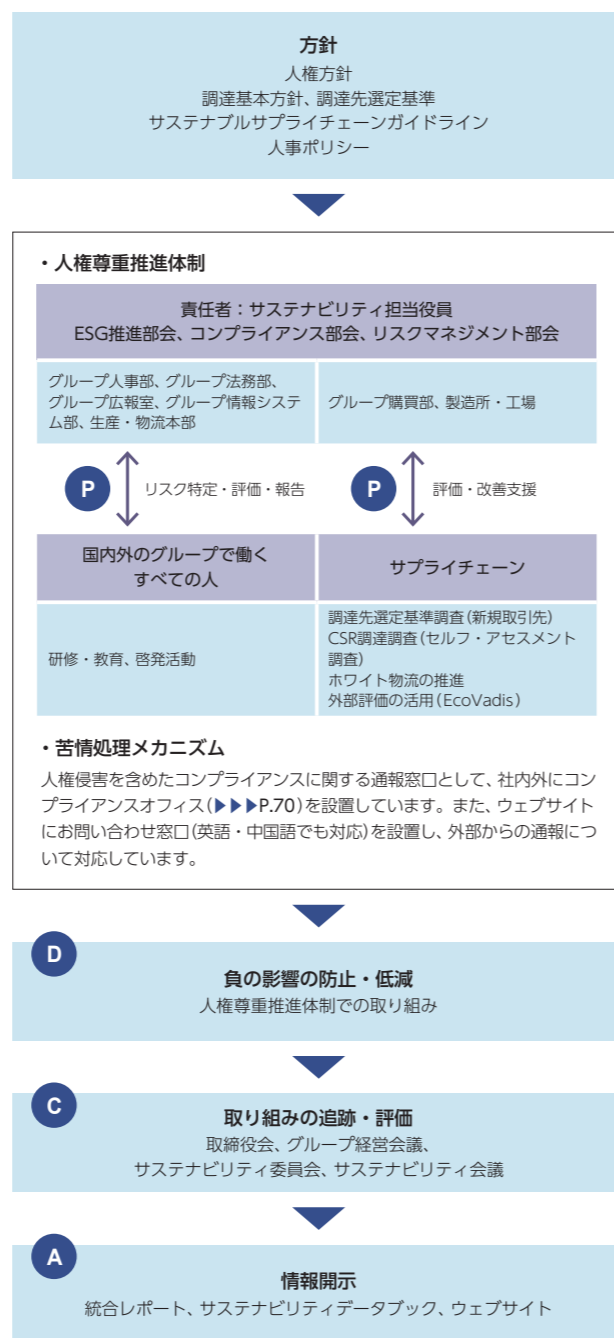 方針
人権方針
調達基本方針、調達先選定基準
サステナブルサプライチェーンガイドライン
人事ポリシー
・人権尊重推進体制
責任者：サステナビリティ担当役員
ESG推進部会、コンプライアンス部会、リスクマネジメント部会
グループ人事部、グループ法務部、
グループ広報室、グループ情報システ
ム部、生産・物流本部
グループ購買部、製造所・工場
P
リスク特定・評価・報告
P
評価・改善支援
国内外のグループで働く
すべての人
サプライチェーン
研修・教育、啓発活動
調達先選定基準調査（新規取引先）
CSR調達調査（セルフ・アセスメント
調査）
ホワイト物流の推進
外部評価の活用（EcoVadis）
・苦情処理メカニズム
人権侵害を含めたコンプライアンスに関する通報窓口として、社内外にコン
プライアンスオフィス（▶▶▶P.70）を設置しています。また、ウェブサイト
にお問い合わせ窓口（英語・中国語でも対応）を設置し、外部からの通報につ
いて対応しています。
D
負の影響の防止・低減
人権尊重推進体制での取り組み
C
取り組みの追跡・評価
取締役会、グループ経営会議、
サステナビリティ委員会、サステナビリティ会議
A
情報開示
統合レポート、サステナビリティデータブック、ウェブサイト